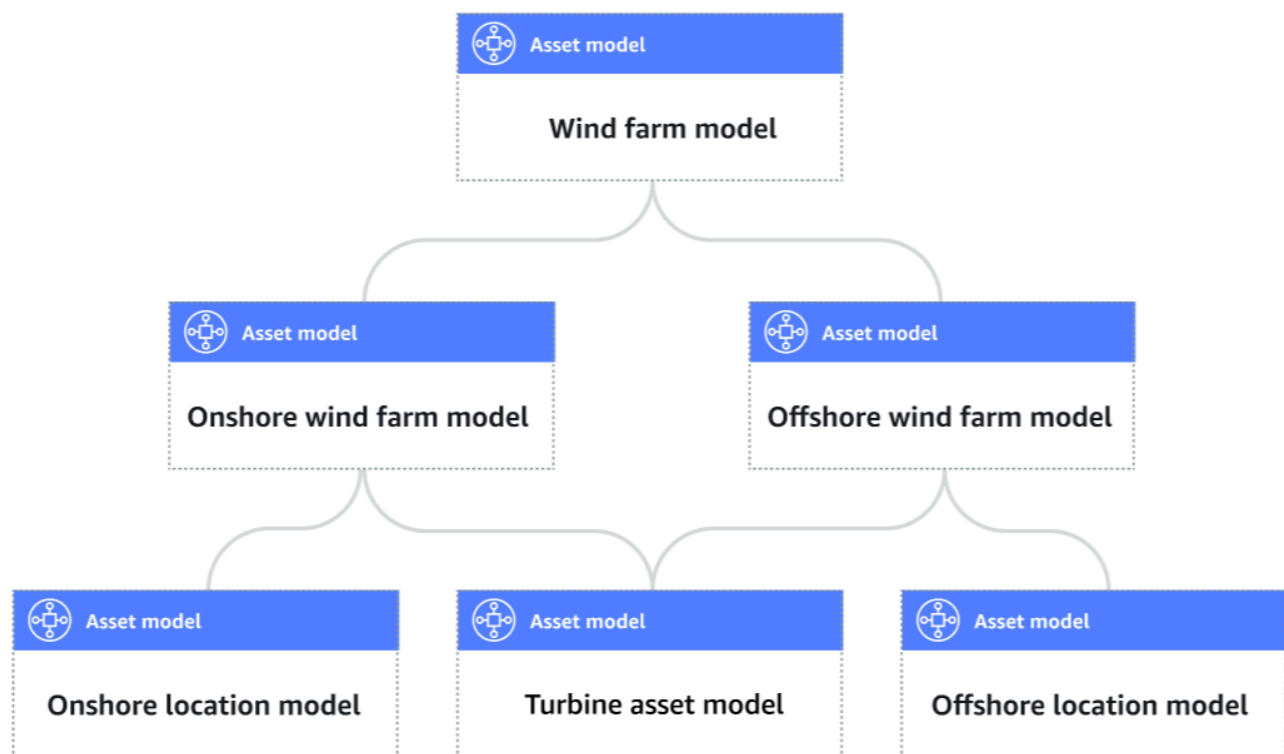 Asset model
Wind farm model
Asset model
Onshore wind farm model
Asset model
Offshore wind farm model
Asset model
Onshore location model
Asset model
Turbine asset model
Asset model
Offshore location model